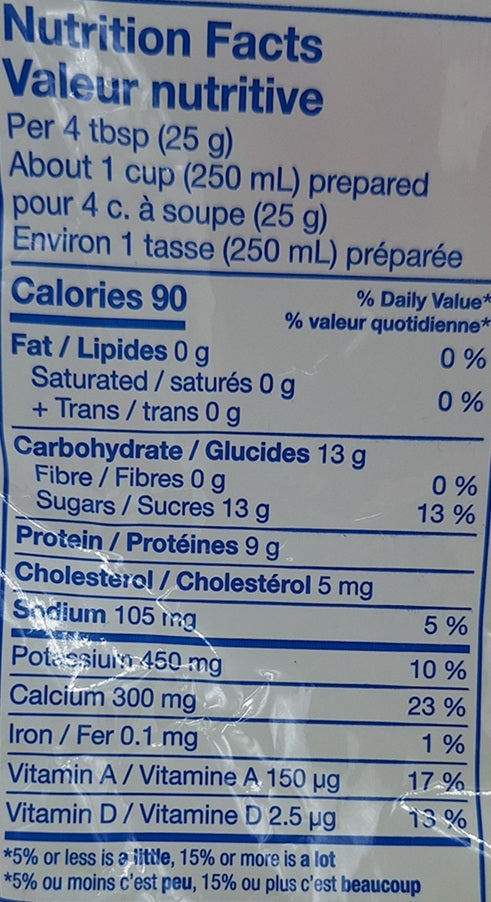 Nutrition Facts
Valeur nutritive
Per 4 tbsp (25 g)
About 1 cup (250 mL) prepared
pour 4 c. à soupe (25 g)
Environ 1 tasse (250 mL) préparée
Calories 90
% Daily Value*
% valeur quotidienne*
Fat / Lipides 0 g 0 %
Saturated / saturés 0 g
+ Trans / trans 0 g 0 %
Carbohydrate / Glucides 13 g
Fibre / Fibres 0 g 0 %
Sugars / Sucres 13 g 13 %
Protein / Protéines 9 g
Cholesterol / Cholestérol 5 mg
Sodium 105 mg 5 %
Potassium 450 mg 10 %
Calcium 300 mg 23 %
Iron / Fer 0.1 mg 1 %
Vitamin A / Vitamine A 150 µg 17 %
Vitamin D / Vitamine D 2.5 µg 13 %
*5% or less is a little, 15% or more is a lot
*5% ou moins c'est peu, 15% ou plus c'est beaucoup